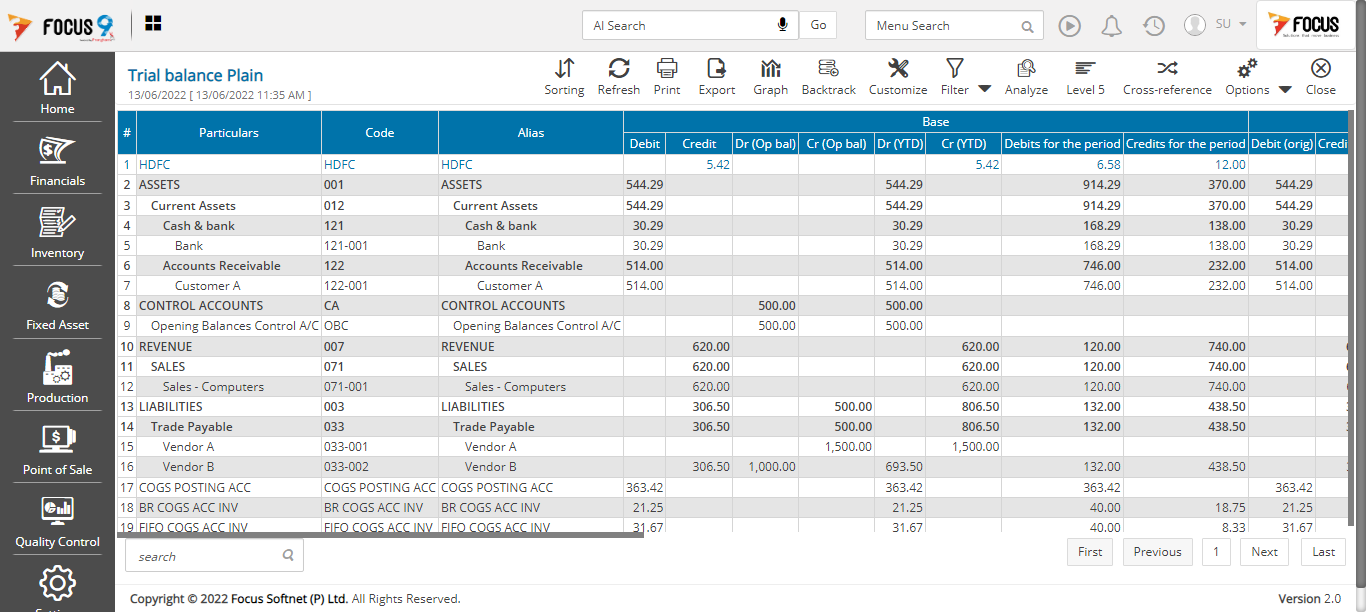 FOCUS 9
AI Search
Go
Menu Search
SU
FOCUS
Home
Financials
Inventory
Fixed Asset
Production
Point of Sale
Quality Control
Trial balance Plain
13/06/2022 [ 13/06/2022 11:35 AM ]
Sorting Refresh Print Export Graph Backtrack Customize Filter Analyze Level 5 Cross-reference Options Close
Base
# Particulars Code Alias Debit Credit Dr (Op bal) Cr (Op bal) Dr (YTD) Cr (YTD) Debits for the period Credits for the period Debit (orig) Credi
1 HDFC HDFC HDFC 5.42 5.42 6.58 12.00
2 ASSETS 001 ASSETS 544.29 544.29 914.29 370.00 544.29
3 Current Assets 012 Current Assets 544.29 544.29 914.29 370.00 544.29
4 Cash & bank 121 Cash & bank 30.29 30.29 168.29 138.00 30.29
5 Bank 121-001 Bank 30.29 30.29 168.29 138.00 30.29
6 Accounts Receivable 122 Accounts Receivable 514.00 514.00 746.00 232.00 514.00
7 Customer A 122-001 Customer A 514.00 514.00 746.00 232.00 514.00
8 CONTROL ACCOUNTS CA CONTROL ACCOUNTS 500.00 500.00
9 Opening Balances Control A/C OBC Opening Balances Control A/C 500.00 500.00
10 REVENUE 007 REVENUE 620.00 620.00 120.00 740.00
11 SALES 071 SALES 620.00 620.00 120.00 740.00
12 Sales - Computers 071-001 Sales - Computers 620.00 620.00 120.00 740.00
13 LIABILITIES 003 LIABILITIES 306.50 500.00 806.50 132.00 438.50
14 Trade Payable 033 Trade Payable 306.50 500.00 806.50 132.00 438.50
15 Vendor A 033-001 Vendor A 1,500.00 1,500.00
16 Vendor B 033-002 Vendor B 306.50 1,000.00 693.50 132.00 438.50
17 COGS POSTING ACC COGS POSTING ACC COGS POSTING ACC 363.42 363.42 363.42 363.42
18 BR COGS ACC INV BR COGS ACC INV BR COGS ACC INV 21.25 21.25 40.00 18.75 21.25
19 FIFO COGS ACC INV FIFO COGS ACC INV FIFO COGS ACC INV 31.67 31.67 40.00 8.33 31.67
search
First Previous 1 Next Last
Copyright © 2022 Focus Softnet (P) Ltd. All Rights Reserved.
Version 2.0